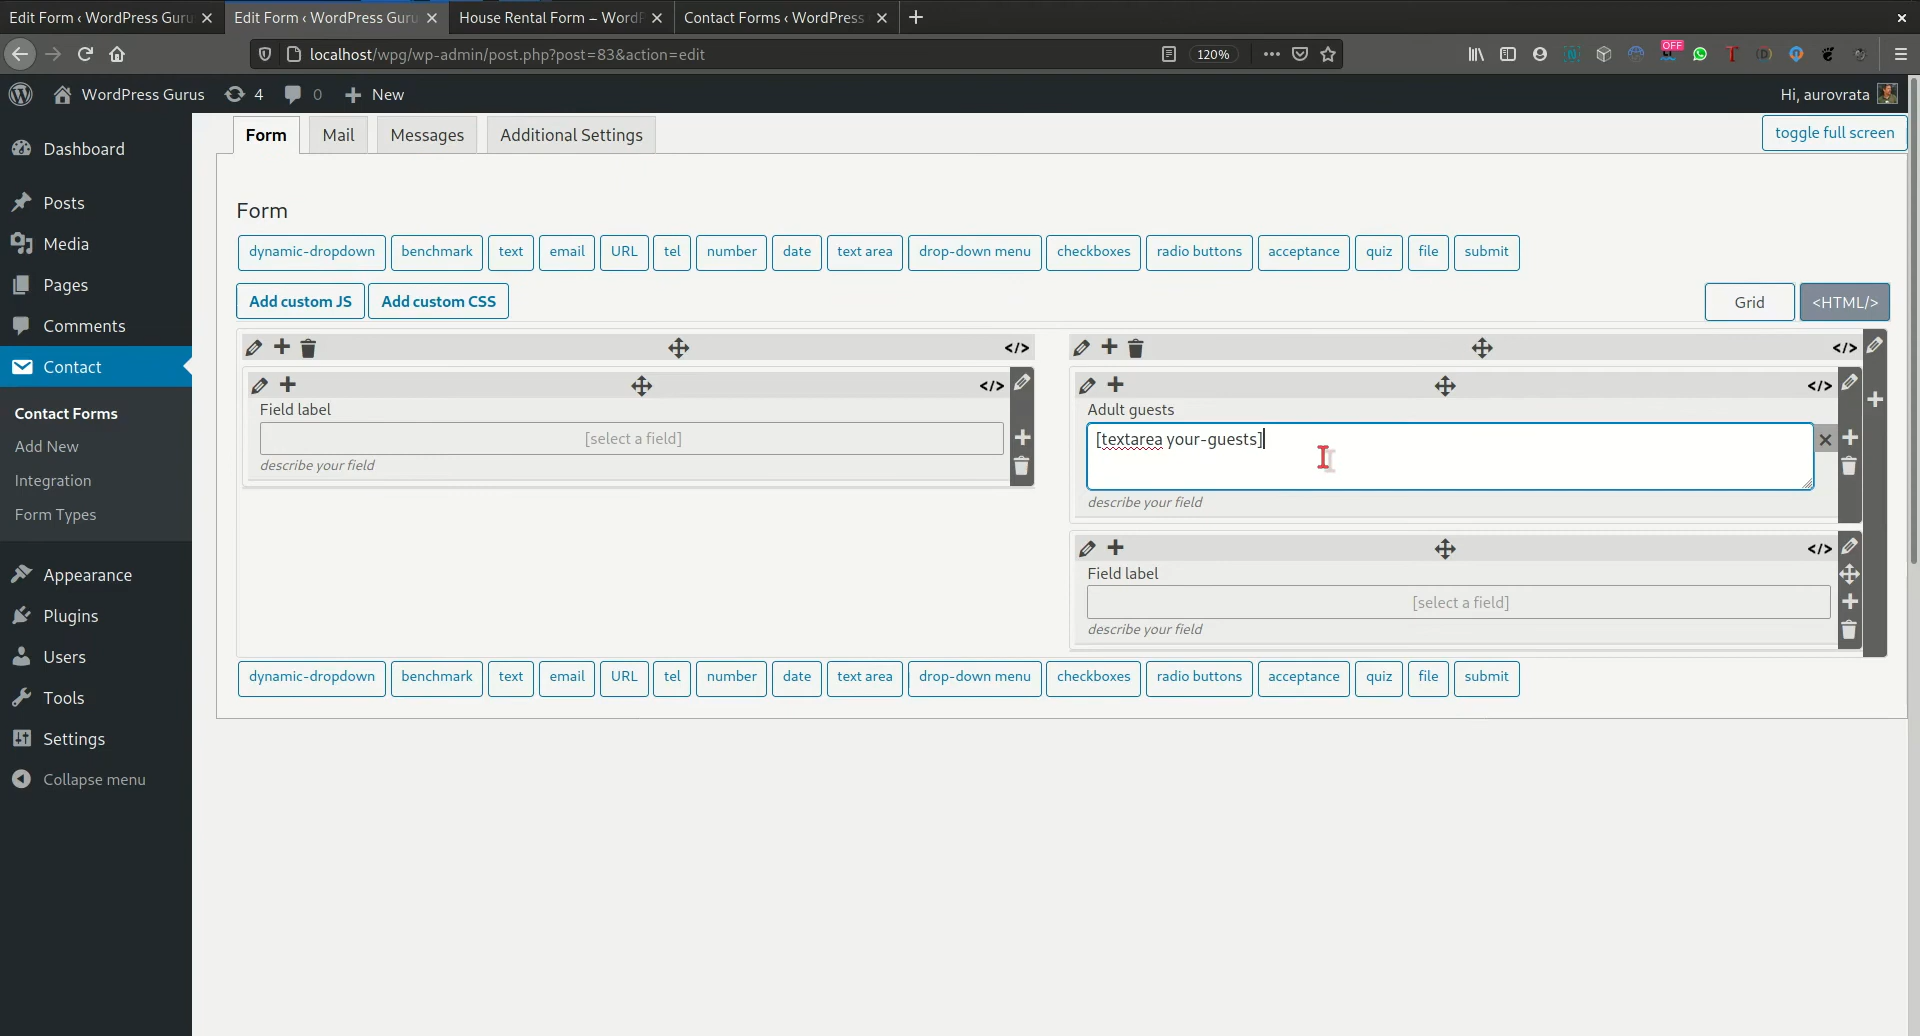 Edit Form ‹ WordPress Guru
Edit Form ‹ WordPress Guru
House Rental Form – WordP
Contact Forms ‹ WordPress
localhost/wpg/wp-admin/post.php?post=83&action=edit
120%
OFF
WordPress Gurus
4
0
New
Hi, aurovrata
Form
Mail
Messages
Additional Settings
toggle full screen
Dashboard
Posts
Media
Pages
Comments
Contact
Contact Forms
Add New
Integration
Form Types
Appearance
Plugins
Users
Tools
Settings
Collapse menu
Form
dynamic-dropdown
benchmark
text
email
URL
tel
number
date
text area
drop-down menu
checkboxes
radio buttons
acceptance
quiz
file
submit
Add custom JS
Add custom CSS
Grid
<HTML/>
</>
</>
Field label
[select a field]
describe your field
</>
</>
Adult guests
[textarea your-guests]
describe your field
</>
Field label
[select a field]
describe your field
dynamic-dropdown
benchmark
text
email
URL
tel
number
date
text area
drop-down menu
checkboxes
radio buttons
acceptance
quiz
file
submit